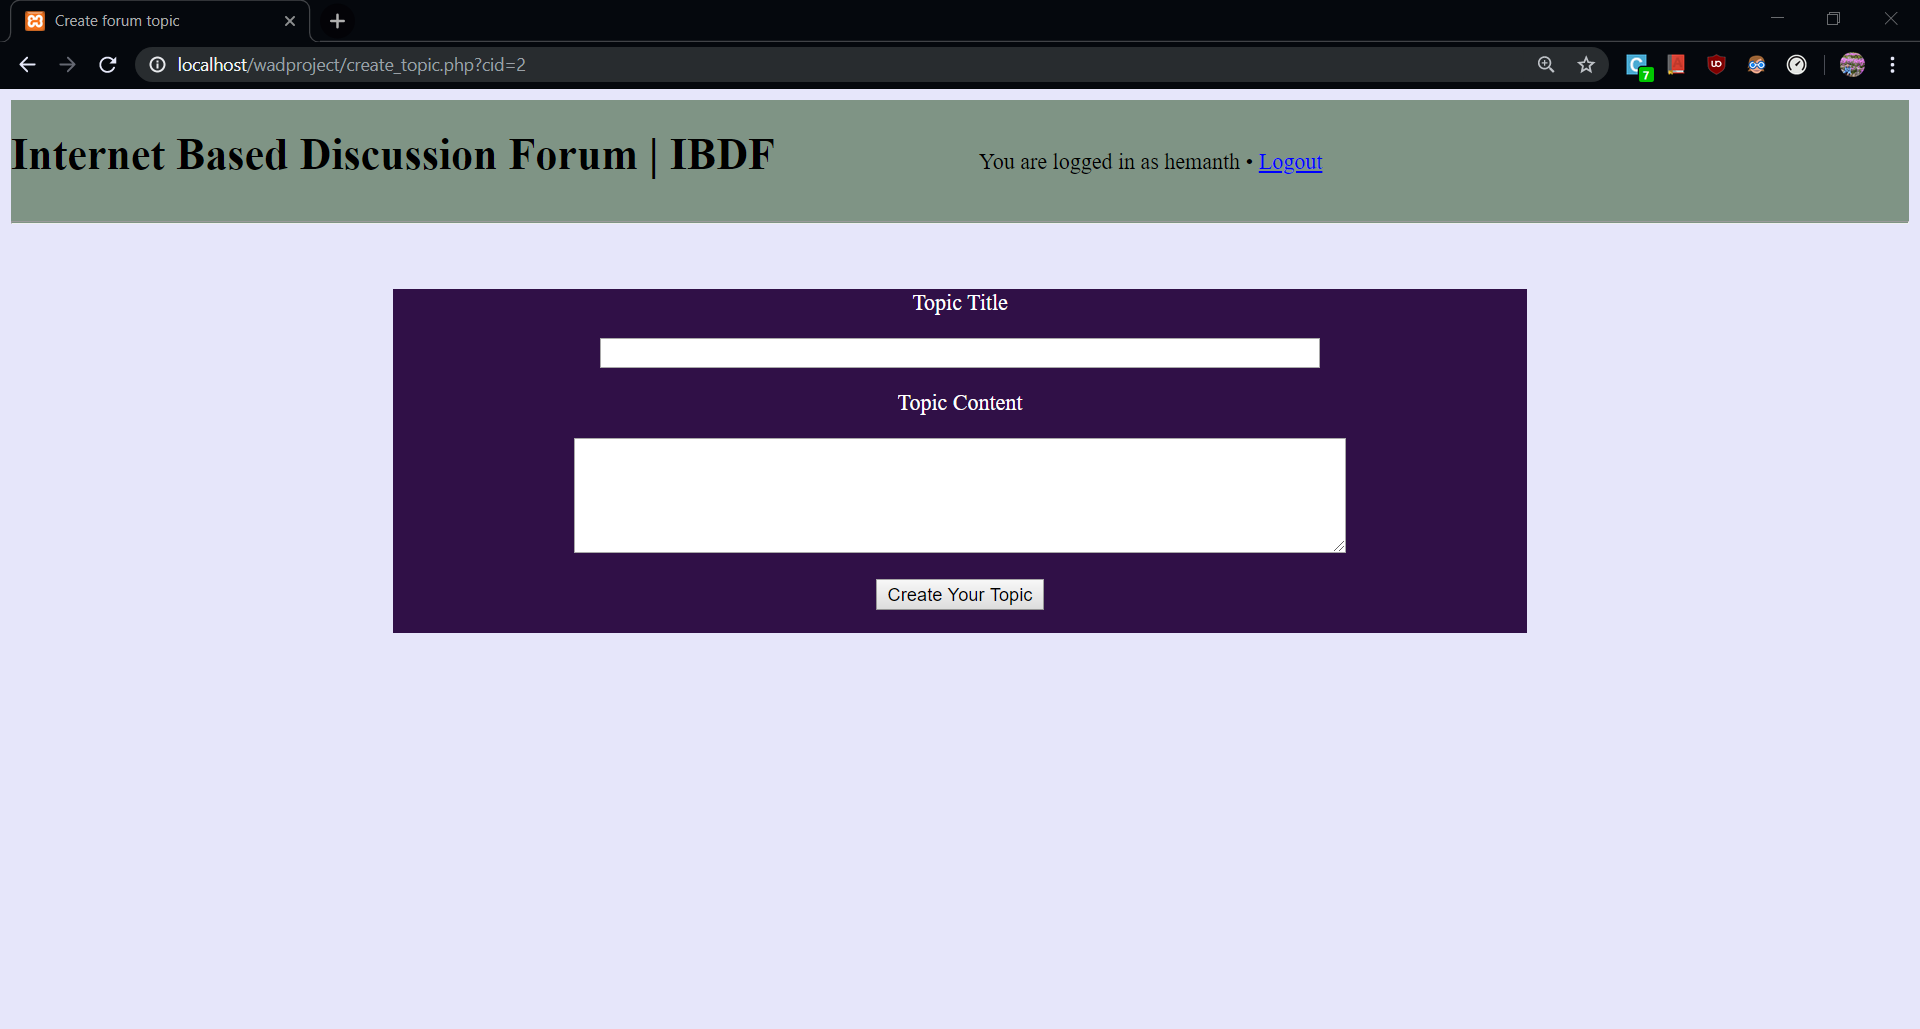 Create forum topic
localhost/wadproject/create_topic.php?cid=2
7
Internet Based Discussion Forum | IBDF
You are logged in as hemanth • Logout
Topic Title
Topic Content
Create Your Topic